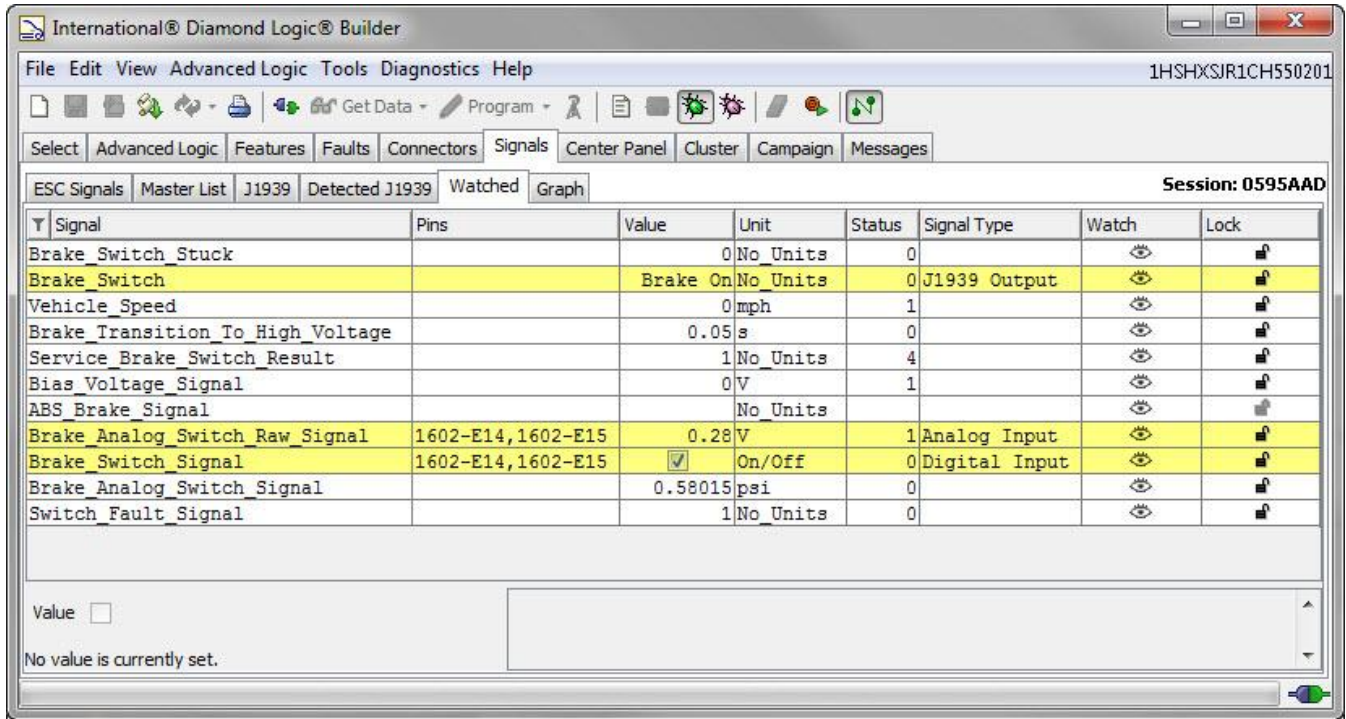 International® Diamond Logic® Builder
File Edit View Advanced Logic Tools Diagnostics Help 1HSHXSJR1CH550201
Get Data Program
Select Advanced Logic Features Faults Connectors Signals Center Panel Cluster Campaign Messages
ESC Signals Master List J1939 Detected J1939 Watched Graph Session: 0595AAD
Signal Pins Value Unit Status Signal Type Watch Lock
Brake_Switch_Stuck 0 No_Units 0
Brake_Switch Brake On No_Units 0 J1939 Output
Vehicle_Speed 0 mph 1
Brake_Transition_To_High_Voltage 0.05 s 0
Service_Brake_Switch_Result 1 No_Units 4
Bias_Voltage_Signal 0 V 1
ABS_Brake_Signal No_Units
Brake_Analog_Switch_Raw_Signal 1602-E14,1602-E15 0.28 V 1 Analog Input
Brake_Switch_Signal 1602-E14,1602-E15 On/Off 0 Digital Input
Brake_Analog_Switch_Signal 0.58015 psi 0
Switch_Fault_Signal 1 No_Units 0
Value
No value is currently set.